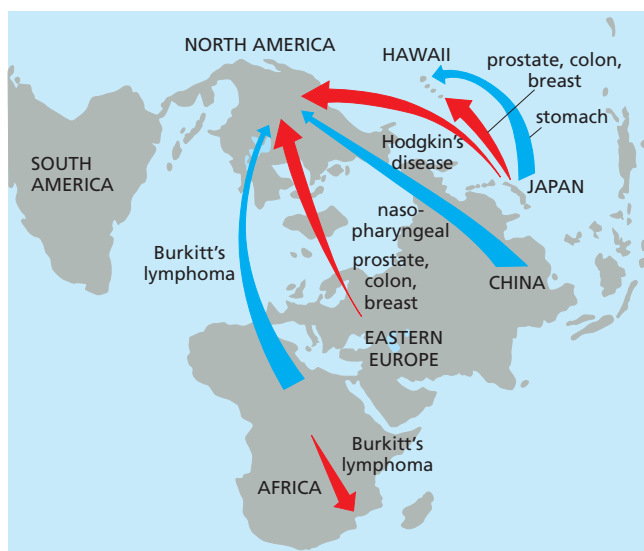 NORTH AMERICA
HAWAII
prostate, colon,
breast
stomach
Hodgkin's
disease
JAPAN
SOUTH
AMERICA
naso-
pharyngeal
Burkitt's
lymphoma
prostate,
colon,
breast
CHINA
EASTERN
EUROPE
Burkitt's
lymphoma
AFRICA